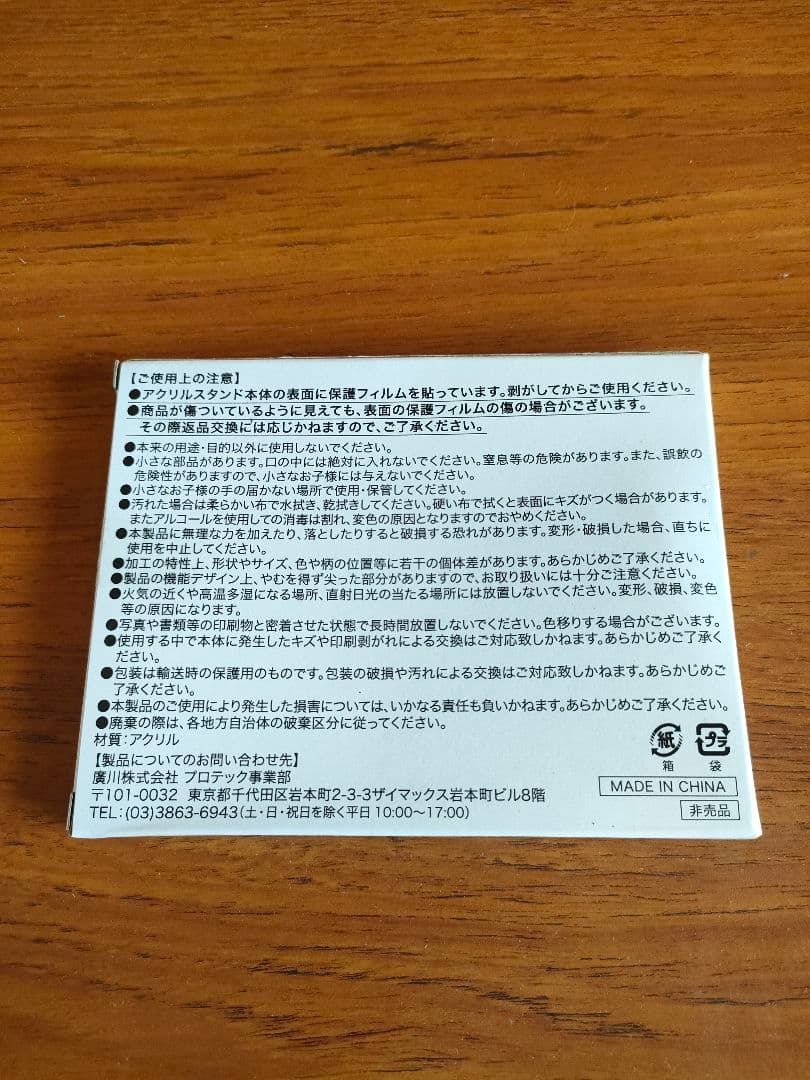 【ご使用上の注意】
●アクリルスタンド本体の表面に保護フィルムを貼っています。剥がしてからご使用ください。
●商品が傷ついているように見えても、表面の保護フィルムの傷の場合がございます。
その際返品交換には応じかねますので、ご了承ください。
●本来の用途・目的以外に使用しないでください。
●小さな部品があります。口の中には絶対に入れないでください。窒息等の危険があります。また、誤飲の
危険性がありますので、小さなお子様には与えないでください。
●小さなお子様の手の届かない場所で使用・保管してください。
●汚れた場合は柔らかい布で水拭き、乾拭きしてください。硬い布で拭くと表面にキズがつく場合があります。
またアルコールを使用しての消毒は割れ、変色の原因となりますのでおやめください。
●本製品に無理な力を加えたり、落としたりすると破損する恐れがあります。変形・破損した場合、直ちに
使用を中止してください。
●加工の特性上、形状やサイズ、色や柄の位置等に若干の個体差があります。あらかじめご了承ください。
●製品の機能デザイン上、やむを得ず尖った部分がありますので、お取り扱いには十分ご注意ください。
●火気の近くや高温多湿になる場所、直射日光の当たる場所には放置しないでください。変形、破損、変色
等の原因になります。
●写真や書類等の印刷物と密着させた状態で長時間放置しないでください。色移りする場合がございます。
●使用する中で本体に発生したキズや印刷剥がれによる交換はご対応致しかねます。あらかじめご了承く
ださい。
●包装は輸送時の保護用のものです。包装の破損や汚れによる交換はご対応致しかねます。あらかじめご
了承ください。
●本製品のご使用により発生した損害については、いかなる責任も負いかねます。あらかじめご了承ください。
●廃棄の際は、各地方自治体の破棄区分に従ってください。
材質:アクリル
【製品についてのお問い合わせ先】
廣川株式会社 プロテック事業部
〒101-0032 東京都千代田区岩本町2-3-3ザイマックス岩本町ビル8階
TEL:(03)3863-6943(土・日・祝日を除く平日10:00〜17:00)
紙 プラ
箱 袋
MADE IN CHINA
非売品